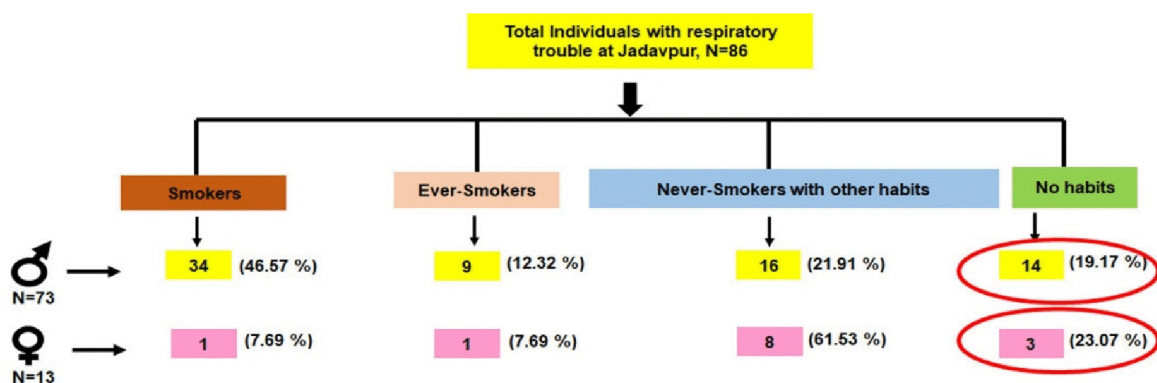 Total Individuals with respiratory
trouble at Jadavpur, N=86
Smokers
Ever-Smokers
Never-Smokers with other habits
No habits
34 (46.57 %)
9 (12.32 %)
16 (21.91 %)
14 (19.17 %)
N=73
1 (7.69 %)
1 (7.69 %)
8 (61.53 %)
3 (23.07 %)
N=13